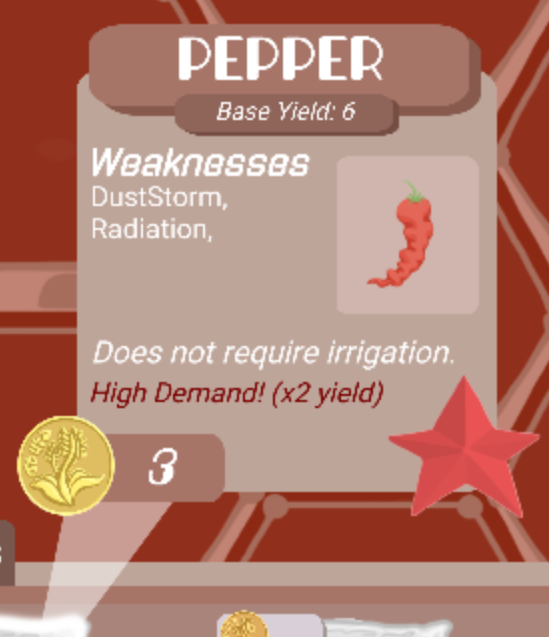 PEPPER
Base Yield: 6
Weaknesses
DustStorm,
Radiation,
Does not require irrigation.
High Demand! (x2 yield)
3